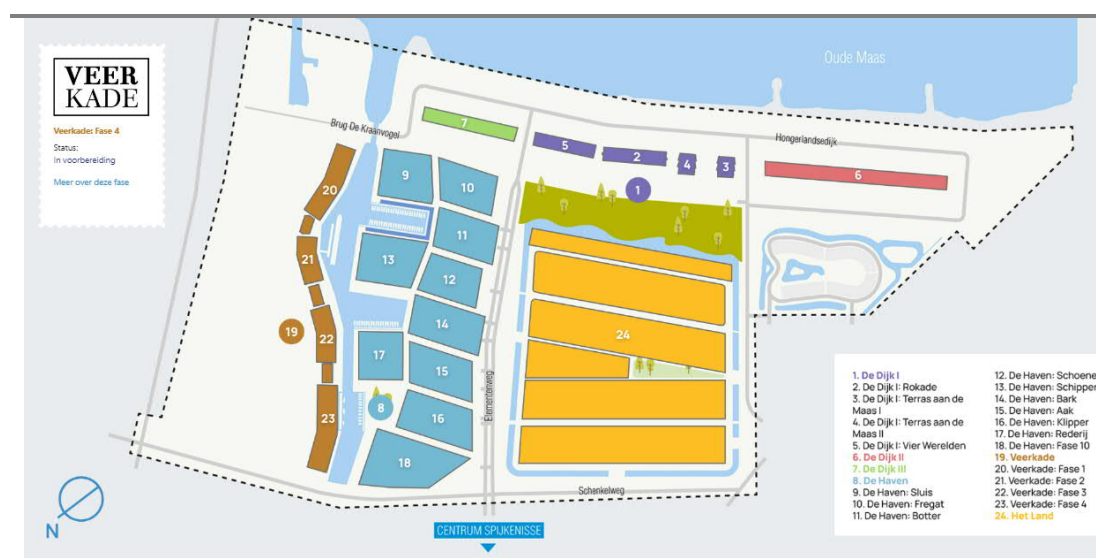 VEER
KADE
Veerkade: Fase 4
Status:
In voorbereiding
Meer over deze fase
Oude Maas
Brug De Kraanvogel
Hongerlandsedijk
7
5
2
4
3
1
6
20
9
10
11
21
13
12
19
22
14
24
17
15
8
23
16
18
Elementenweg
Schenkelweg
N
CENTRUM SPIJKENISSE
1. De Dijk I
2. De Dijk I: Rokade
3. De Dijk I: Terras aan de
Maas I
4. De Dijk I: Terras aan de
Maas II
5. De Dijk I: Vier Werelden
6. De Dijk II
7. De Dijk III
8. De Haven
9. De Haven: Sluis
10. De Haven: Fregat
11. De Haven: Botter
12. De Haven: Schoene
13. De Haven: Schipper
14. De Haven: Bark
15. De Haven: Aak
16. De Haven: Klipper
17. De Haven: Rederij
18. De Haven: Fase 10
19. Veerkade
20. Veerkade: Fase 1
21. Veerkade: Fase 2
22. Veerkade: Fase 3
23. Veerkade: Fase 4
24. Het Land